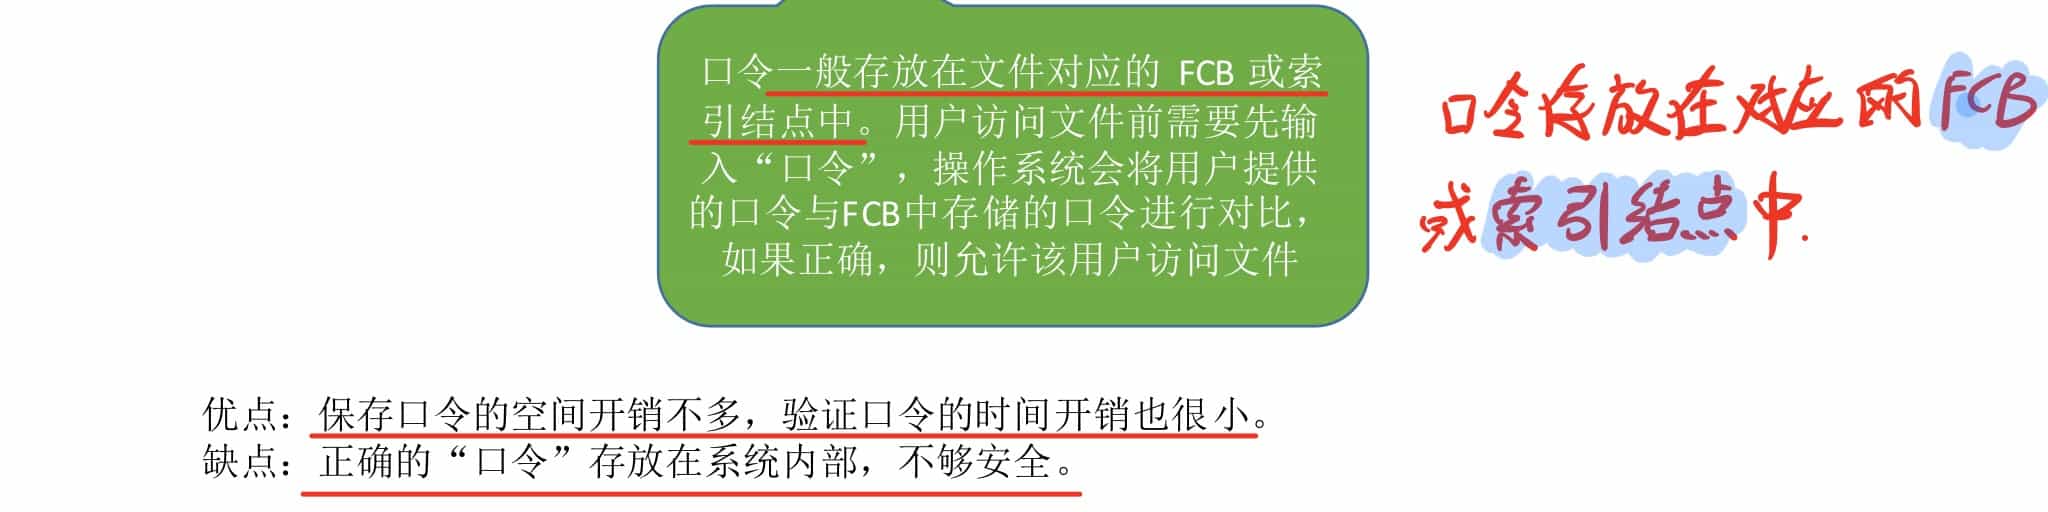 口令一般存放在文件对应的 FCB 或索
引结点中。用户访问文件前需要先输
入“口令”，操作系统会将用户提供
的口令与FCB中存储的口令进行对比，
如果正确，则允许该用户访问文件
口令存放在对应的FCB
或索引结点中.
优点：保存口令的空间开销不多，验证口令的时间开销也很小。
缺点：正确的“口令”存放在系统内部，不够安全。